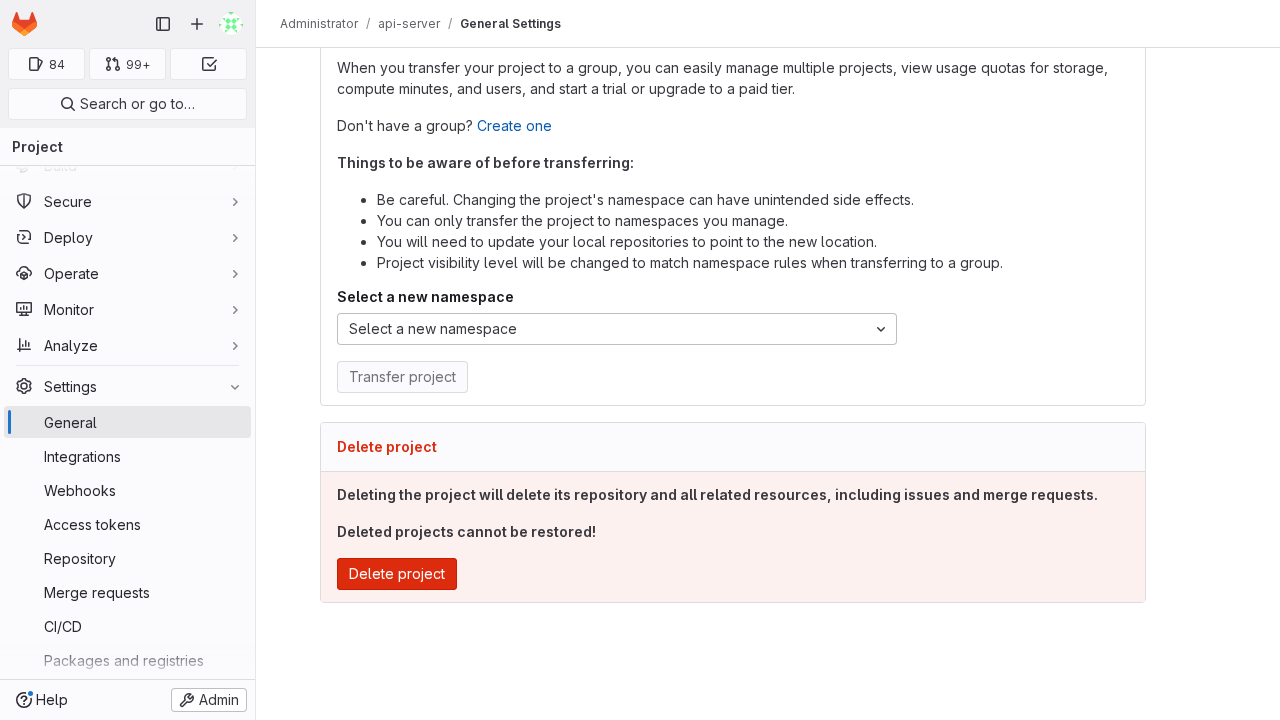 Administrator / api-server / General Settings
84
99+
Search or go to…
Project
Build
Secure
Deploy
Operate
Monitor
Analyze
Settings
General
Integrations
Webhooks
Access tokens
Repository
Merge requests
CI/CD
Packages and registries
Help
Admin
When you transfer your project to a group, you can easily manage multiple projects, view usage quotas for storage,
compute minutes, and users, and start a trial or upgrade to a paid tier.
Don't have a group? Create one
Things to be aware of before transferring:
Be careful. Changing the project's namespace can have unintended side effects.
You can only transfer the project to namespaces you manage.
You will need to update your local repositories to point to the new location.
Project visibility level will be changed to match namespace rules when transferring to a group.
Select a new namespace
Select a new namespace
Transfer project
Delete project
Deleting the project will delete its repository and all related resources, including issues and merge requests.
Deleted projects cannot be restored!
Delete project